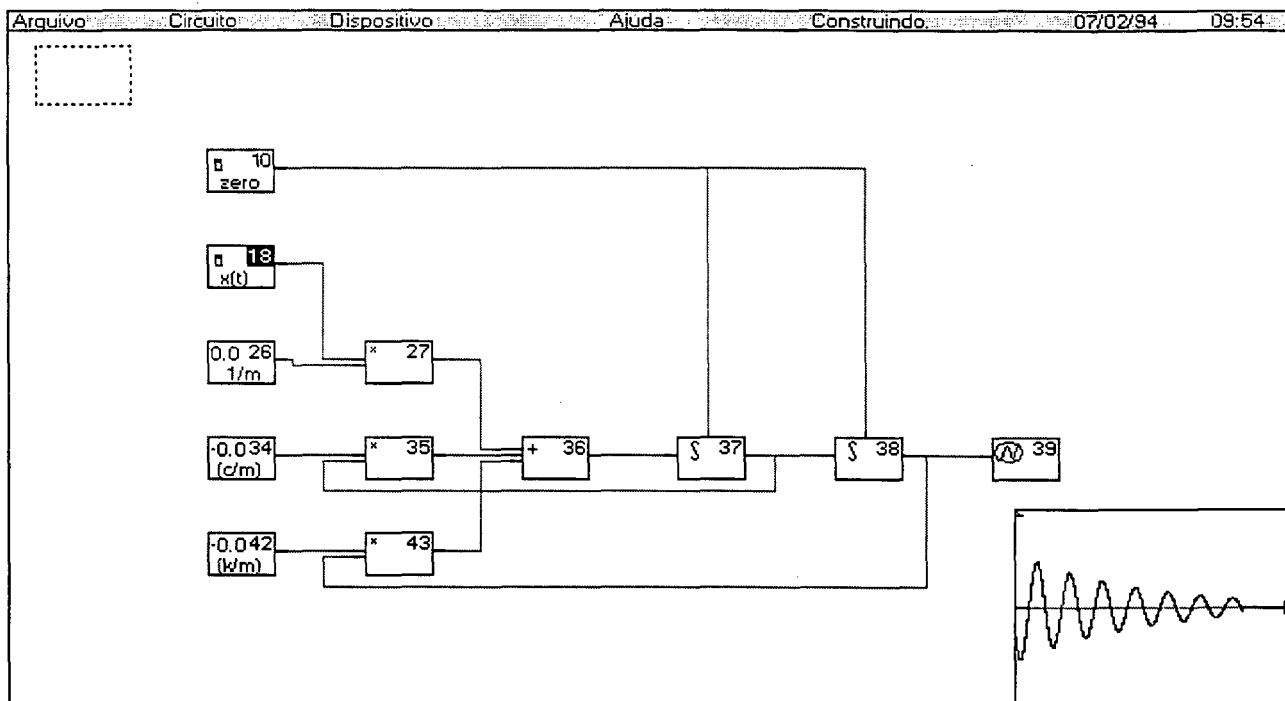 Arquivo Circuito Dispositivo Ajuda Construindo 07/02/94 09:54
10
zero
18
x(t)
0.0 26
1/m
× 27
-0.034
(c/m)
× 35
+ 36
∫ 37
∫ 38
39
-0.042
(k/m)
× 43